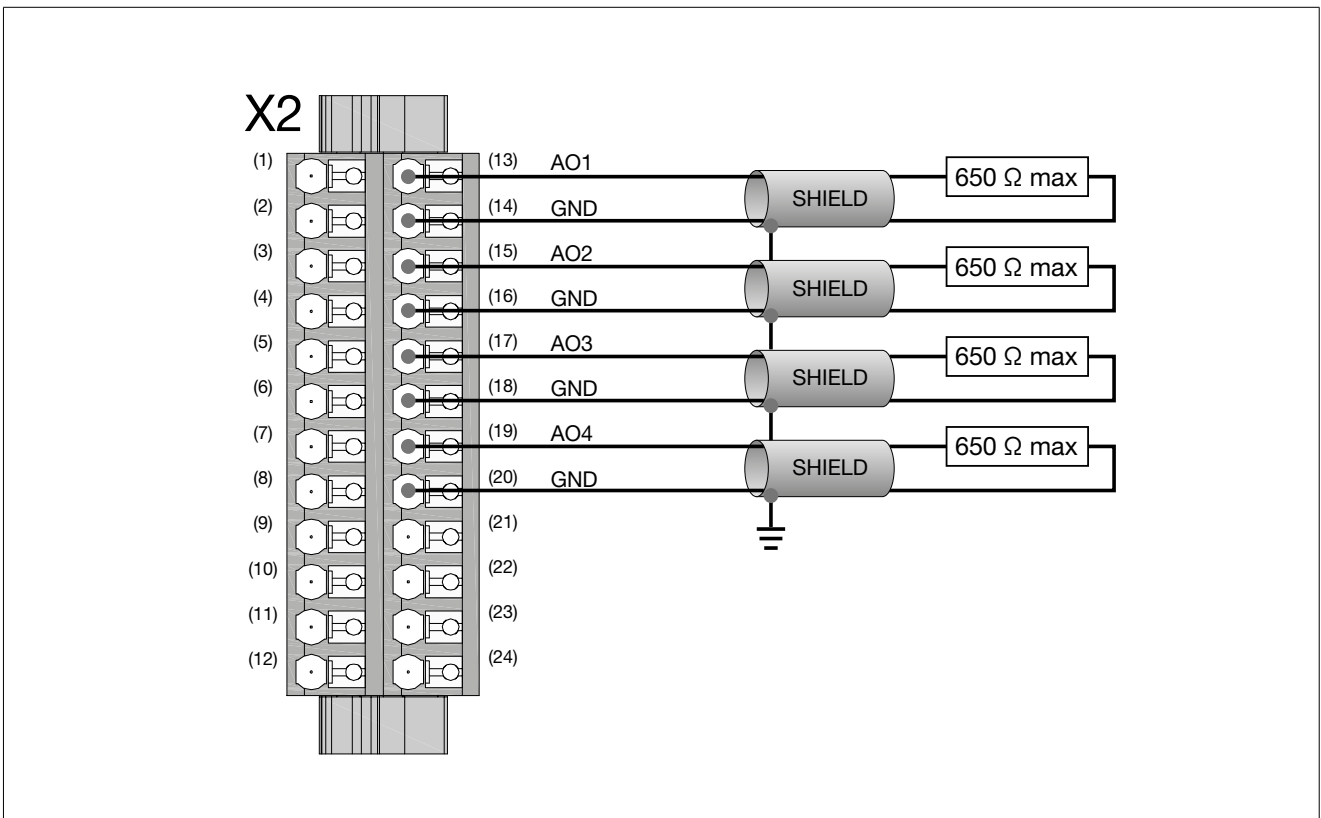 X2
(1) (13) AO1 SHIELD 650 Ω max
(2) (14) GND
(3) (15) AO2 SHIELD 650 Ω max
(4) (16) GND
(5) (17) AO3 SHIELD 650 Ω max
(6) (18) GND
(7) (19) AO4 SHIELD 650 Ω max
(8) (20) GND
(9) (21)
(10) (22)
(11) (23)
(12) (24)